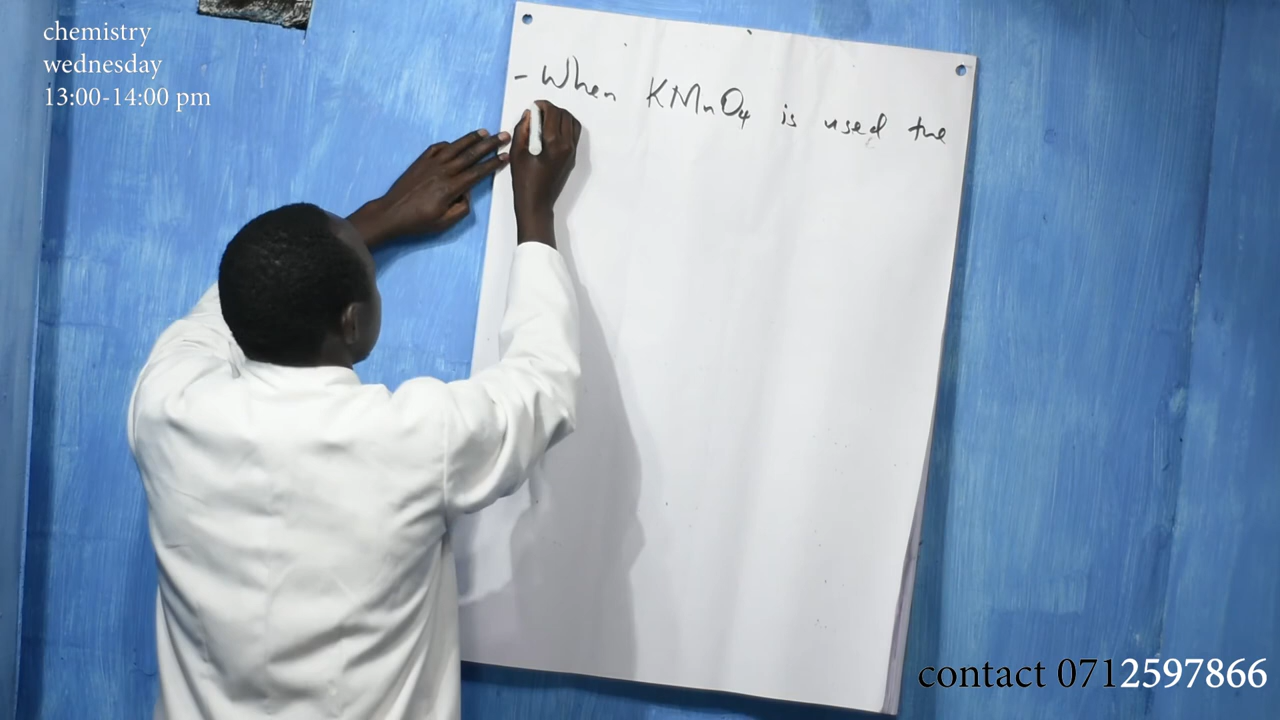 chemistry
wednesday
13:00-14:00 pm
- When KMnO₄ is used the
contact 0712597866